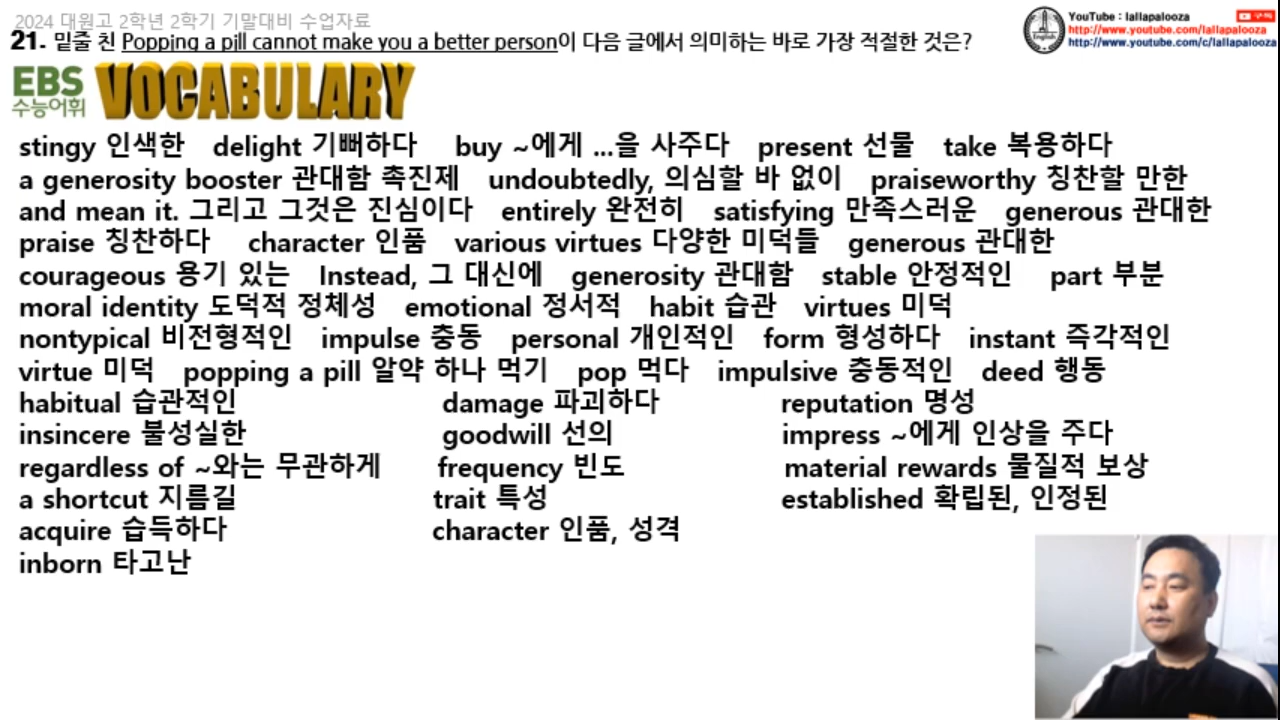 2024 대원고 2학년 2학기 기말대비 수업자료
21. 밑줄 친 Popping a pill cannot make you a better person이 다음 글에서 의미하는 바로 가장 적절한 것은?
YouTube : lallapalooza
http://www.youtube.com/lallapalooza
http://www.youtube.com/c/lallapalooza
English
EBS
수능어휘
VOCABULARY
stingy 인색한 delight 기뻐하다 buy ~에게 ...을 사주다 present 선물 take 복용하다
a generosity booster 관대함 촉진제 undoubtedly, 의심할 바 없이 praiseworthy 칭찬할 만한
and mean it. 그리고 그것은 진심이다 entirely 완전히 satisfying 만족스러운 generous 관대한
praise 칭찬하다 character 인품 various virtues 다양한 미덕들 generous 관대한
courageous 용기 있는 Instead, 그 대신에 generosity 관대함 stable 안정적인 part 부분
moral identity 도덕적 정체성 emotional 정서적 habit 습관 virtues 미덕
nontypical 비전형적인 impulse 충동 personal 개인적인 form 형성하다 instant 즉각적인
virtue 미덕 popping a pill 알약 하나 먹기 pop 먹다 impulsive 충동적인 deed 행동
habitual 습관적인 damage 파괴하다 reputation 명성
insincere 불성실한 goodwill 선의 impress ~에게 인상을 주다
regardless of ~와는 무관하게 frequency 빈도 material rewards 물질적 보상
a shortcut 지름길 trait 특성 established 확립된, 인정된
acquire 습득하다 character 인품, 성격
inborn 타고난